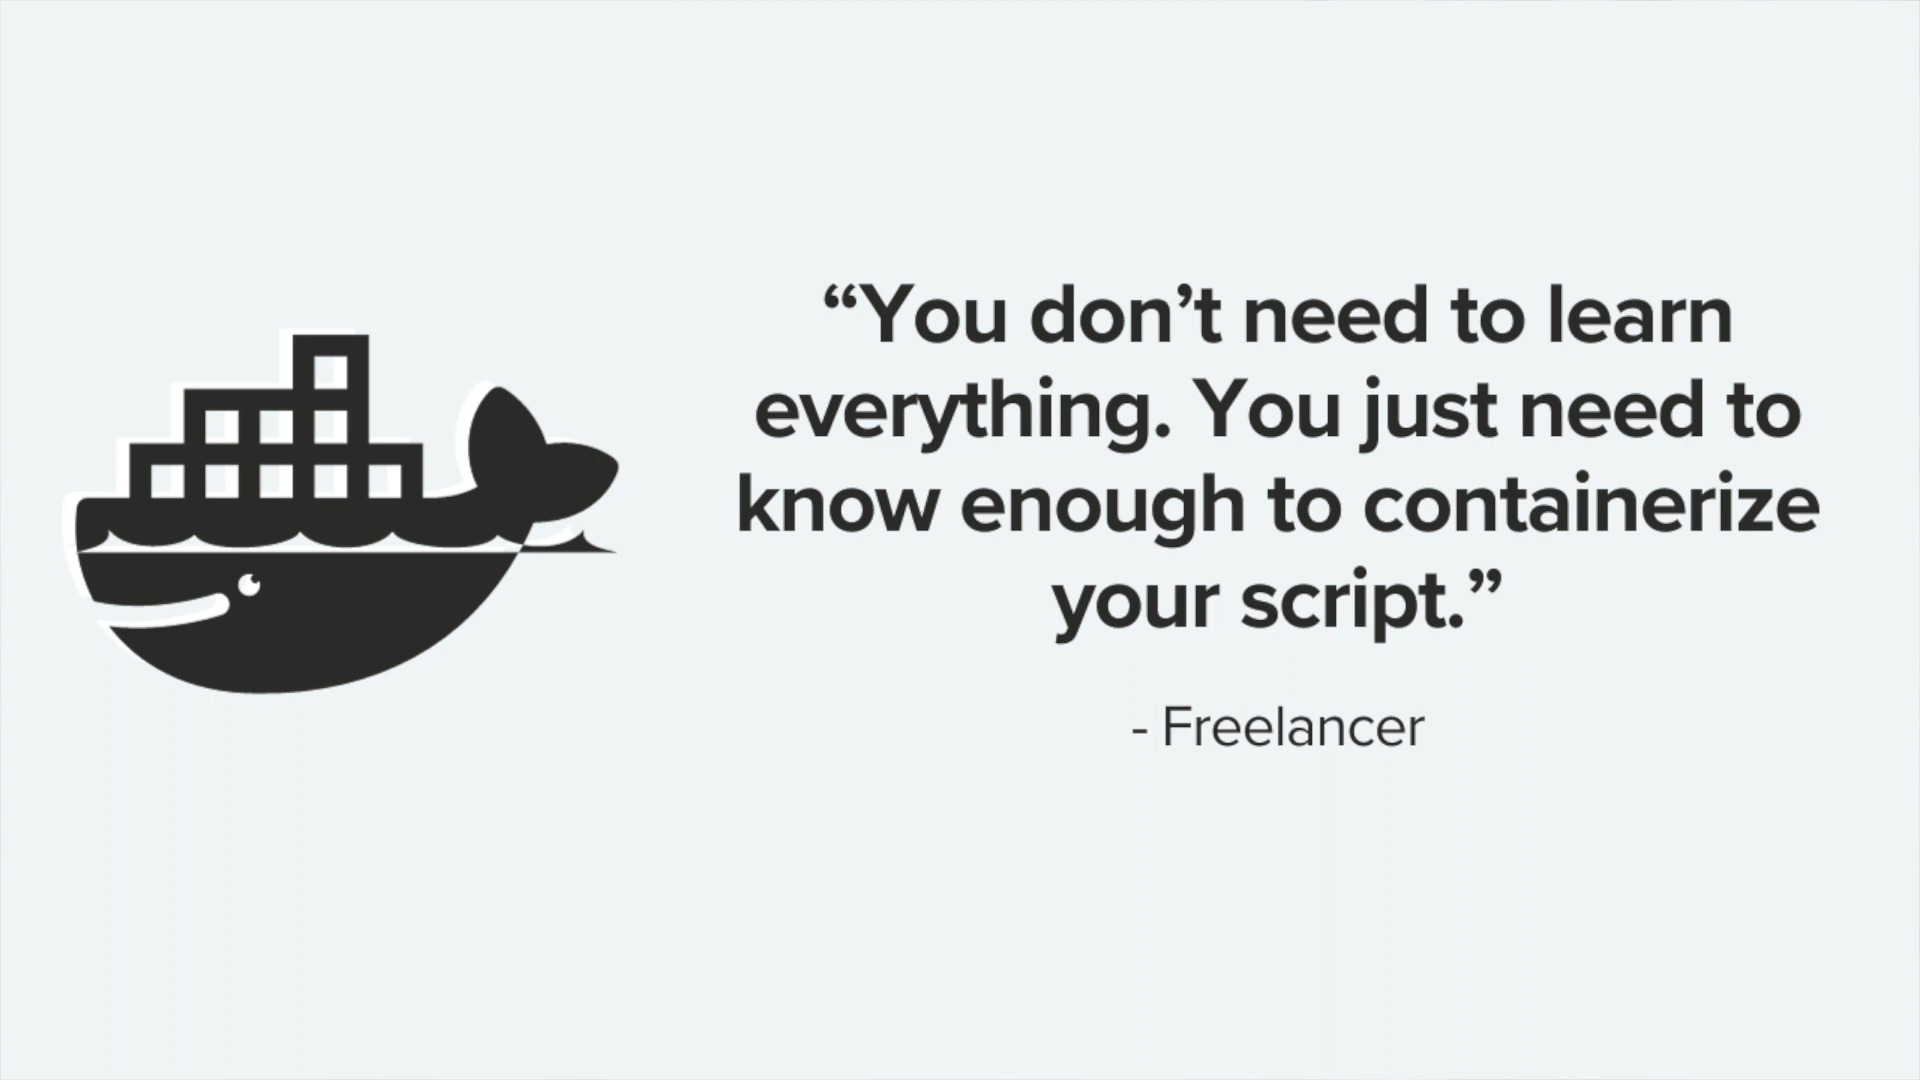 “You don’t need to learn
everything. You just need to
know enough to containerize
your script.”
- Freelancer